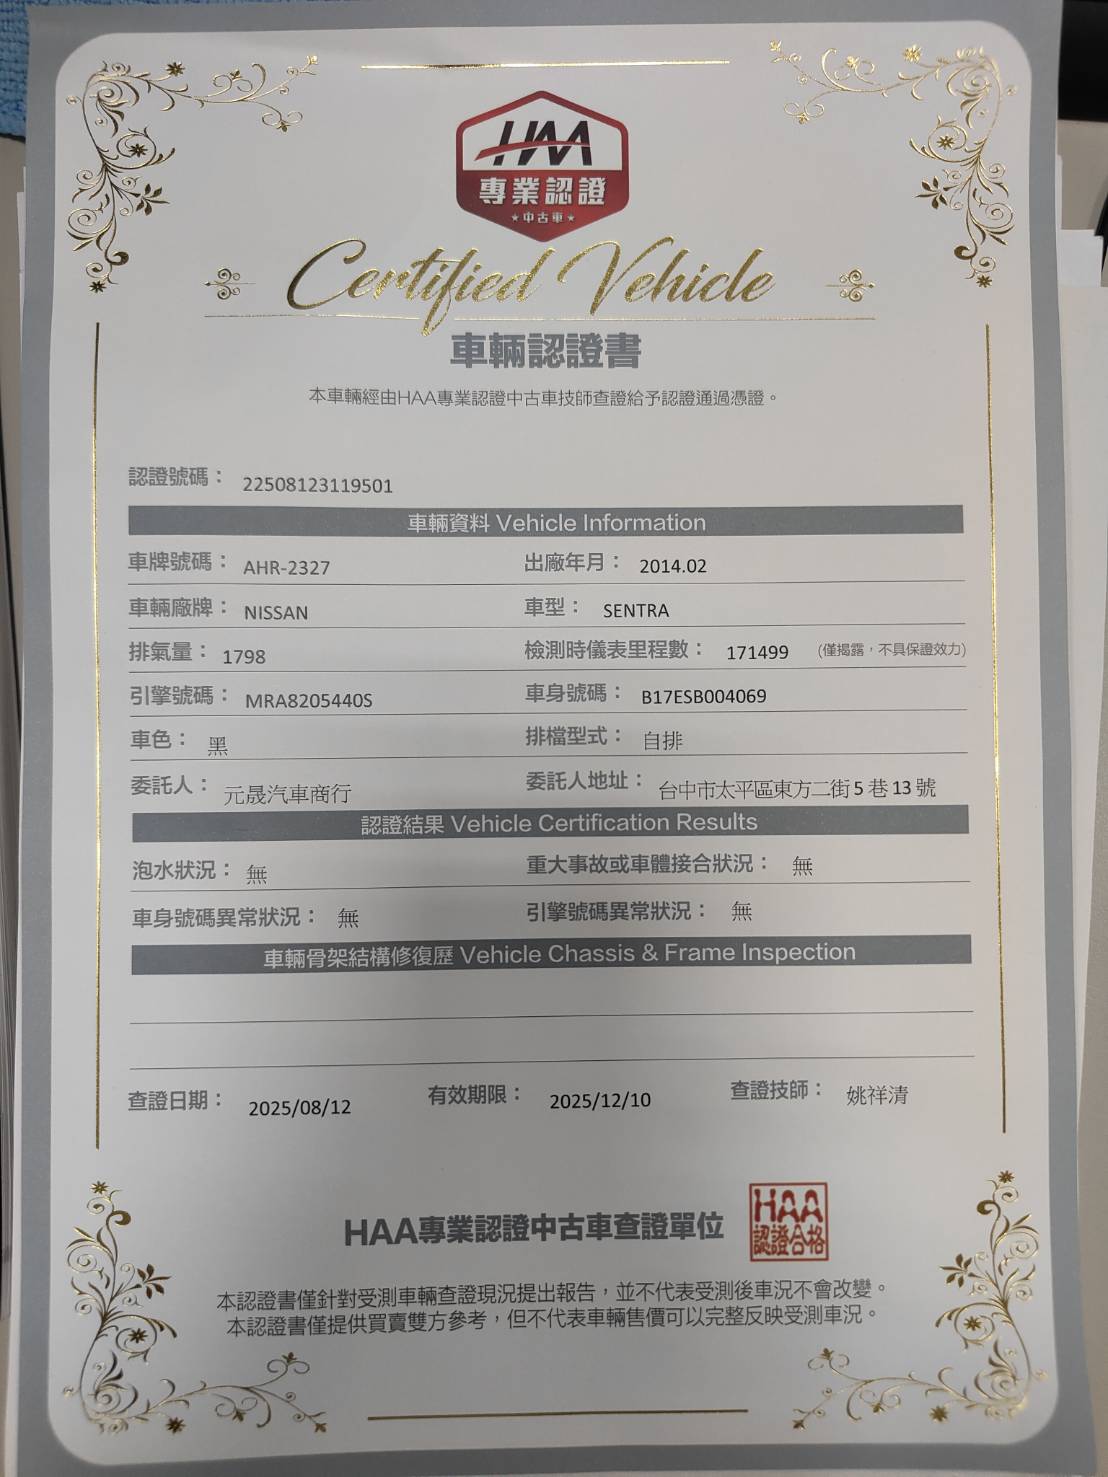 HAA
專業認證
★中古車★
Certified Vehicle
車輛認證書
本車輛經由HAA專業認證中古車技師查證給予認證通過憑證。
認證號碼： 22508123119501
車輛資料 Vehicle Information
車牌號碼： AHR-2327 出廠年月： 2014.02
車輛廠牌： NISSAN 車型： SENTRA
排氣量： 1798 檢測時儀表里程數： 171499 (僅揭露，不具保證效力)
引擎號碼： MRA8205440S 車身號碼： B17ESB004069
車色： 黑 排檔型式： 自排
委託人： 元晟汽車商行 委託人地址： 台中市太平區東方二街5巷13號
認證結果 Vehicle Certification Results
泡水狀況： 無 重大事故或車體接合狀況： 無
車身號碼異常狀況： 無 引擎號碼異常狀況： 無
車輛骨架結構修復歷 Vehicle Chassis & Frame Inspection
查證日期： 2025/08/12 有效期限： 2025/12/10 查證技師： 姚祥清
HAA專業認證中古車查證單位
HAA
認證合格
本認證書僅針對受測車輛查證現況提出報告，並不代表受測後車況不會改變。
本認證書僅提供買賣雙方參考，但不代表車輛售價可以完整反映受測車況。